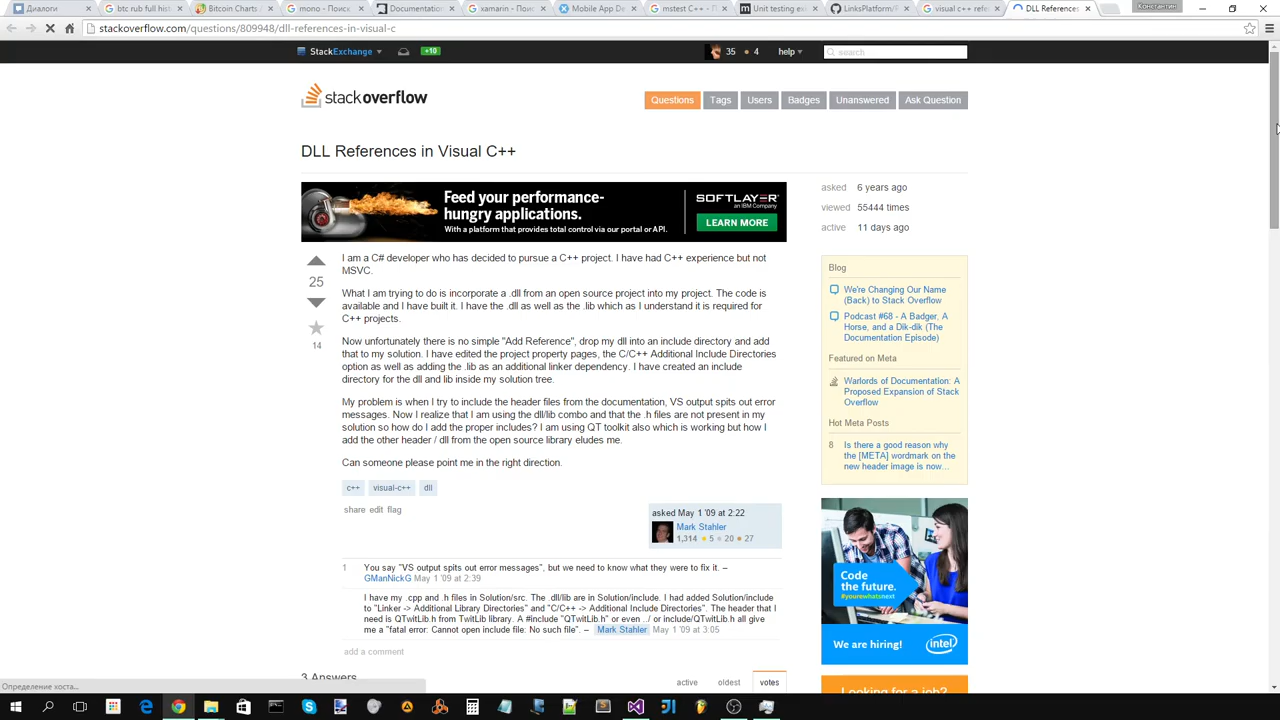 Диалоги
btc rub full hist
Bitcoin Charts /
mono - Поиск
Documentation
xamarin - Поис
Mobile App De
mstest C++ - П
Unit testing ex
LinksPlatform/P
visual c++ refe
DLL References
Константин
stackoverflow.com/questions/809948/dll-references-in-visual-c
StackExchange
+10
35 4
help
search
stackoverflow
Questions
Tags
Users
Badges
Unanswered
Ask Question
DLL References in Visual C++
Feed your performance-
hungry applications.
With a platform that provides total control via our portal or API.
SOFTLAYER
an IBM Company
LEARN MORE
asked 6 years ago
viewed 55444 times
active 11 days ago
25
14
I am a C# developer who has decided to pursue a C++ project. I have had C++ experience but not
MSVC.
What I am trying to do is incorporate a .dll from an open source project into my project. The code is
available and I have built it. I have the .dll as well as the .lib which as I understand it is required for
C++ projects.
Now unfortunately there is no simple "Add Reference", drop my dll into an include directory and add
that to my solution. I have edited the project property pages, the C/C++ Additional Include Directories
option as well as adding the .lib as an additional linker dependency. I have created an include
directory for the dll and lib inside my solution tree.
My problem is when I try to include the header files from the documentation, VS output spits out error
messages. Now I realize that I am using the dll/lib combo and that the .h files are not present in my
solution so how do I add the proper includes? I am using QT toolkit also which is working but how I
add the other header / dll from the open source library eludes me.
Can someone please point me in the right direction.
c++
visual-c++
dll
share edit flag
asked May 1 '09 at 2:22
Mark Stahler
1,314 5 20 27
1
You say "VS output spits out error messages", but we need to know what they were to fix it. –
GManNickG May 1 '09 at 2:39
I have my .cpp and .h files in Solution/src. The .dll/lib are in Solution/include. I had added Solution/include
to "Linker -> Additional Library Directories" and "C/C++ -> Additional Include Directories". The header that I
need is QTwitLib.h from TwitLib library. A #include "QTwitLib.h" or even ../ or include/QTwitLib.h all give
me a "fatal error: Cannot open include file: No such file". – Mark Stahler May 1 '09 at 3:05
add a comment
3 Answers
active
oldest
votes
Blog
We're Changing Our Name
(Back) to Stack Overflow
Podcast #68 - A Badger, A
Horse, and a Dik-dik (The
Documentation Episode)
Featured on Meta
Warlords of Documentation: A
Proposed Expansion of Stack
Overflow
Hot Meta Posts
8
Is there a good reason why
the [META] wordmark on the
new header image is now…
Code
the future.
#yourewhatsnext
We are hiring!
intel
Looking for a job?
Определение хоста...